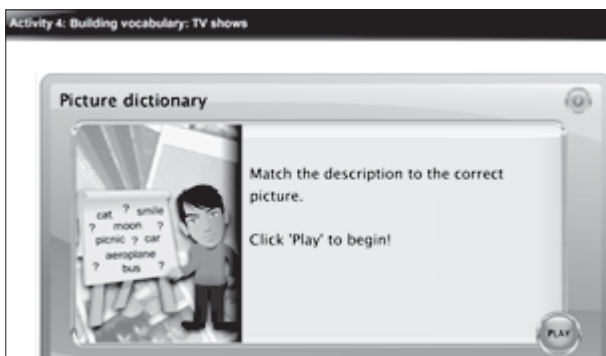 Activity 4: Building vocabulary: TV shows
Picture dictionary
Match the description to the correct
picture.
Click 'Play' to begin!
cat ? smile
? moon ?
picnic ? car
aeroplane
? bus ?
PLAY